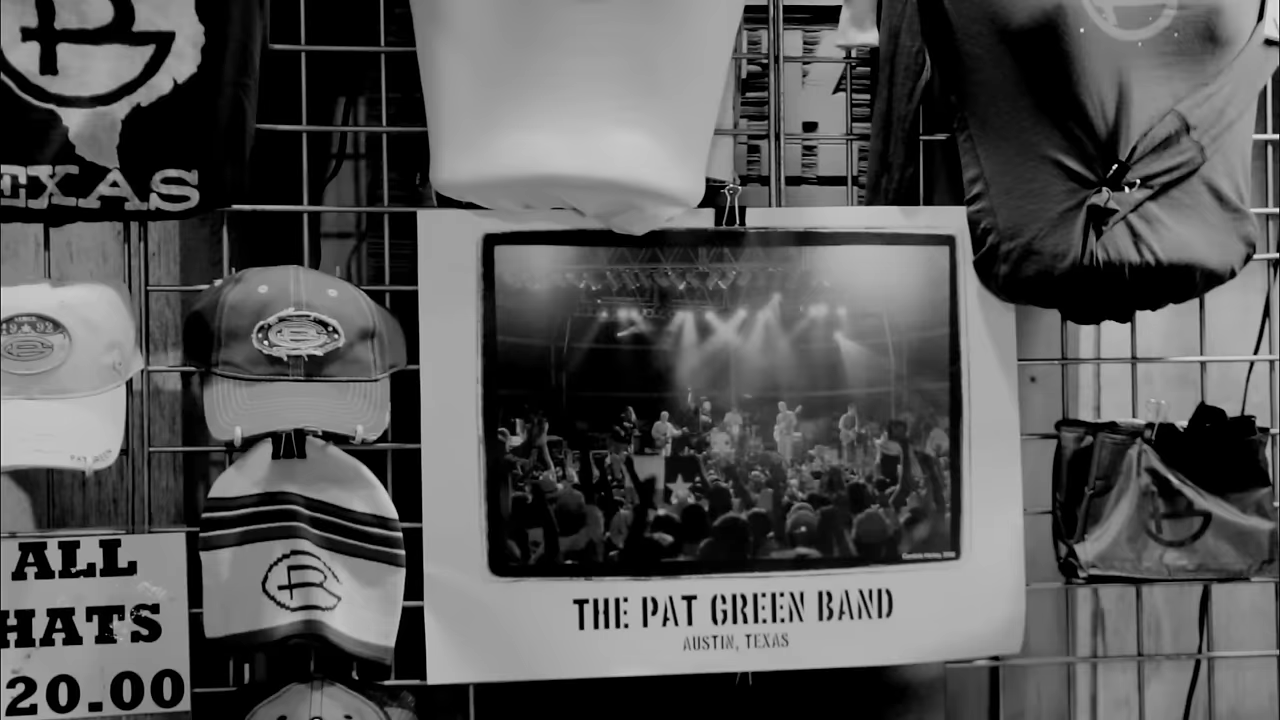 EXAS
ALL
HATS
20.00
THE PAT GREEN BAND
AUSTIN, TEXAS